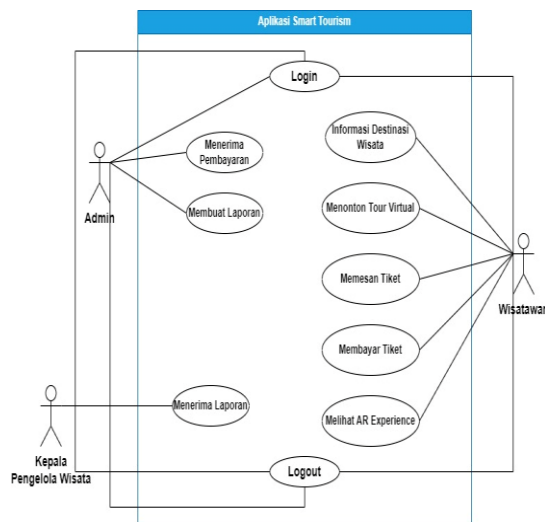 Aplikasi Smart Tourism
Login
Menerima
Pembayaran
Informasi Destinasi
Wisata
Membuat Laporan
Admin
Menonton Tour Virtual
Memesan Tiket
Wisatawan
Membayar Tiket
Menerima Laporan
Melihat AR Experience
Kepala
Pengelola Wisata
Logout